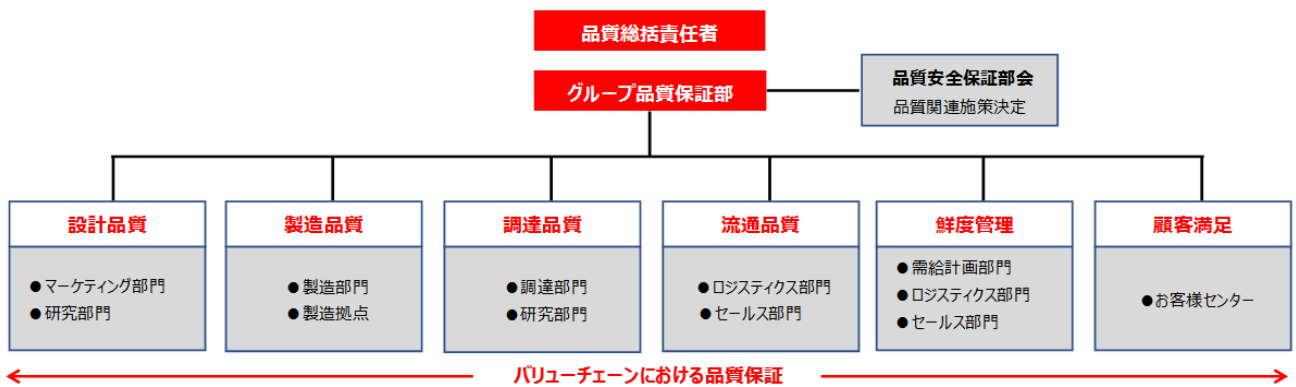 品質総括責任者
グループ品質保証部
品質安全保証部会
品質関連施策決定
設計品質
●マーケティング部門
●研究部門
製造品質
●製造部門
●製造拠点
調達品質
●調達部門
●研究部門
流通品質
●ロジスティクス部門
●セールス部門
鮮度管理
●需給計画部門
●ロジスティクス部門
●セールス部門
顧客満足
●お客様センター
バリューチェーンにおける品質保証